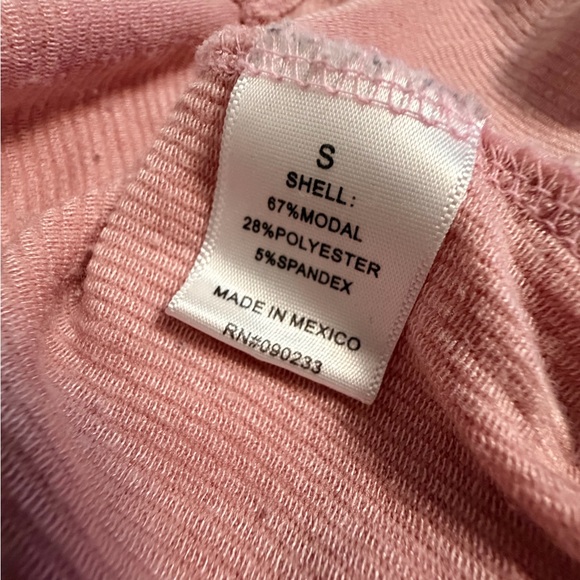 S
SHELL:
67%MODAL
28%POLYESTER
5%SPANDEX
MADE IN MEXICO
RN#090233